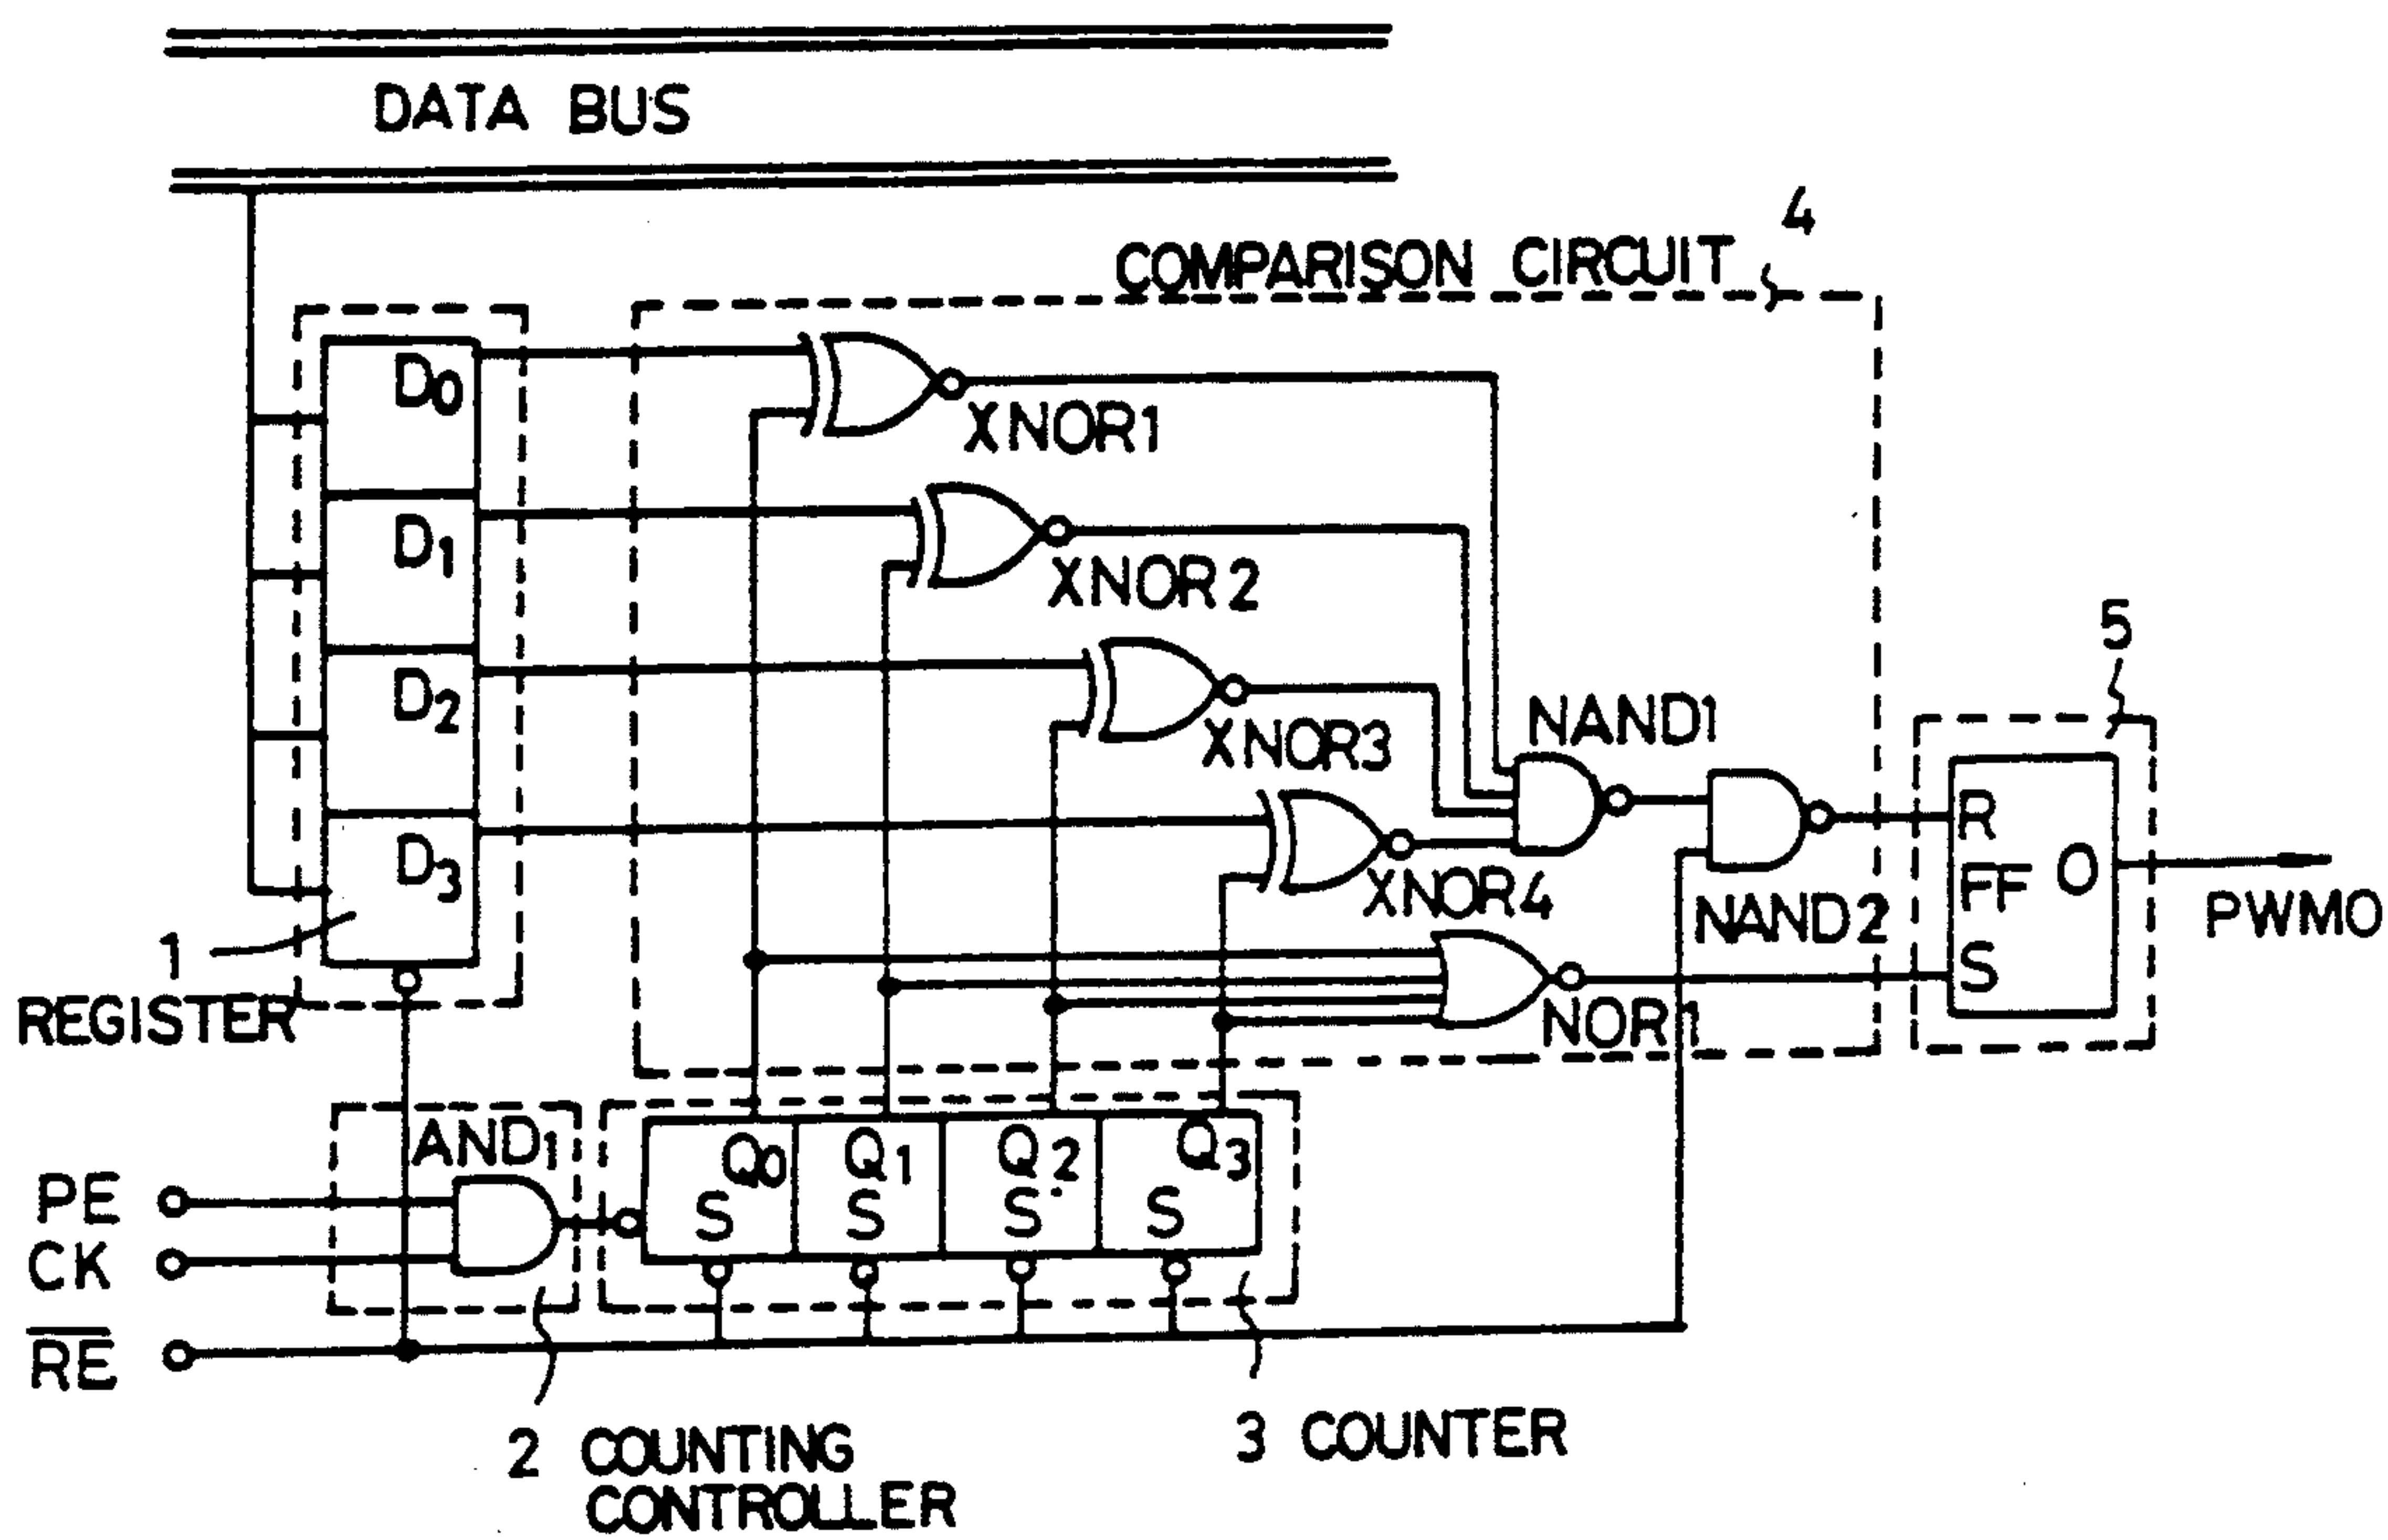 DATA BUS
4
COMPARISON CIRCUIT
D0
XNOR1
D1
XNOR2
5
D2
XNOR3
NAND1
D3
XNOR4
NAND2
R
FF O
S
PWMO
1
REGISTER
NOR1
AND1
Q0 Q1 Q2 Q3
S S S S
PE
CK
RE
2 COUNTING
CONTROLLER
3 COUNTER